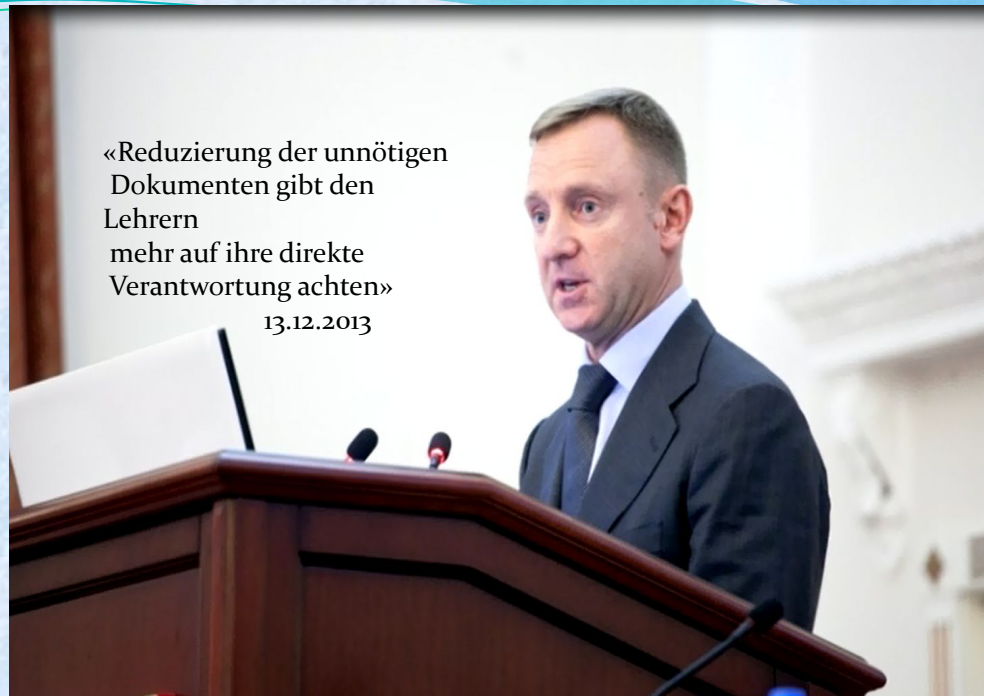 «Reduzierung der unnötigen
Dokumenten gibt den
Lehrern
mehr auf ihre direkte
Verantwortung achten»
13.12.2013